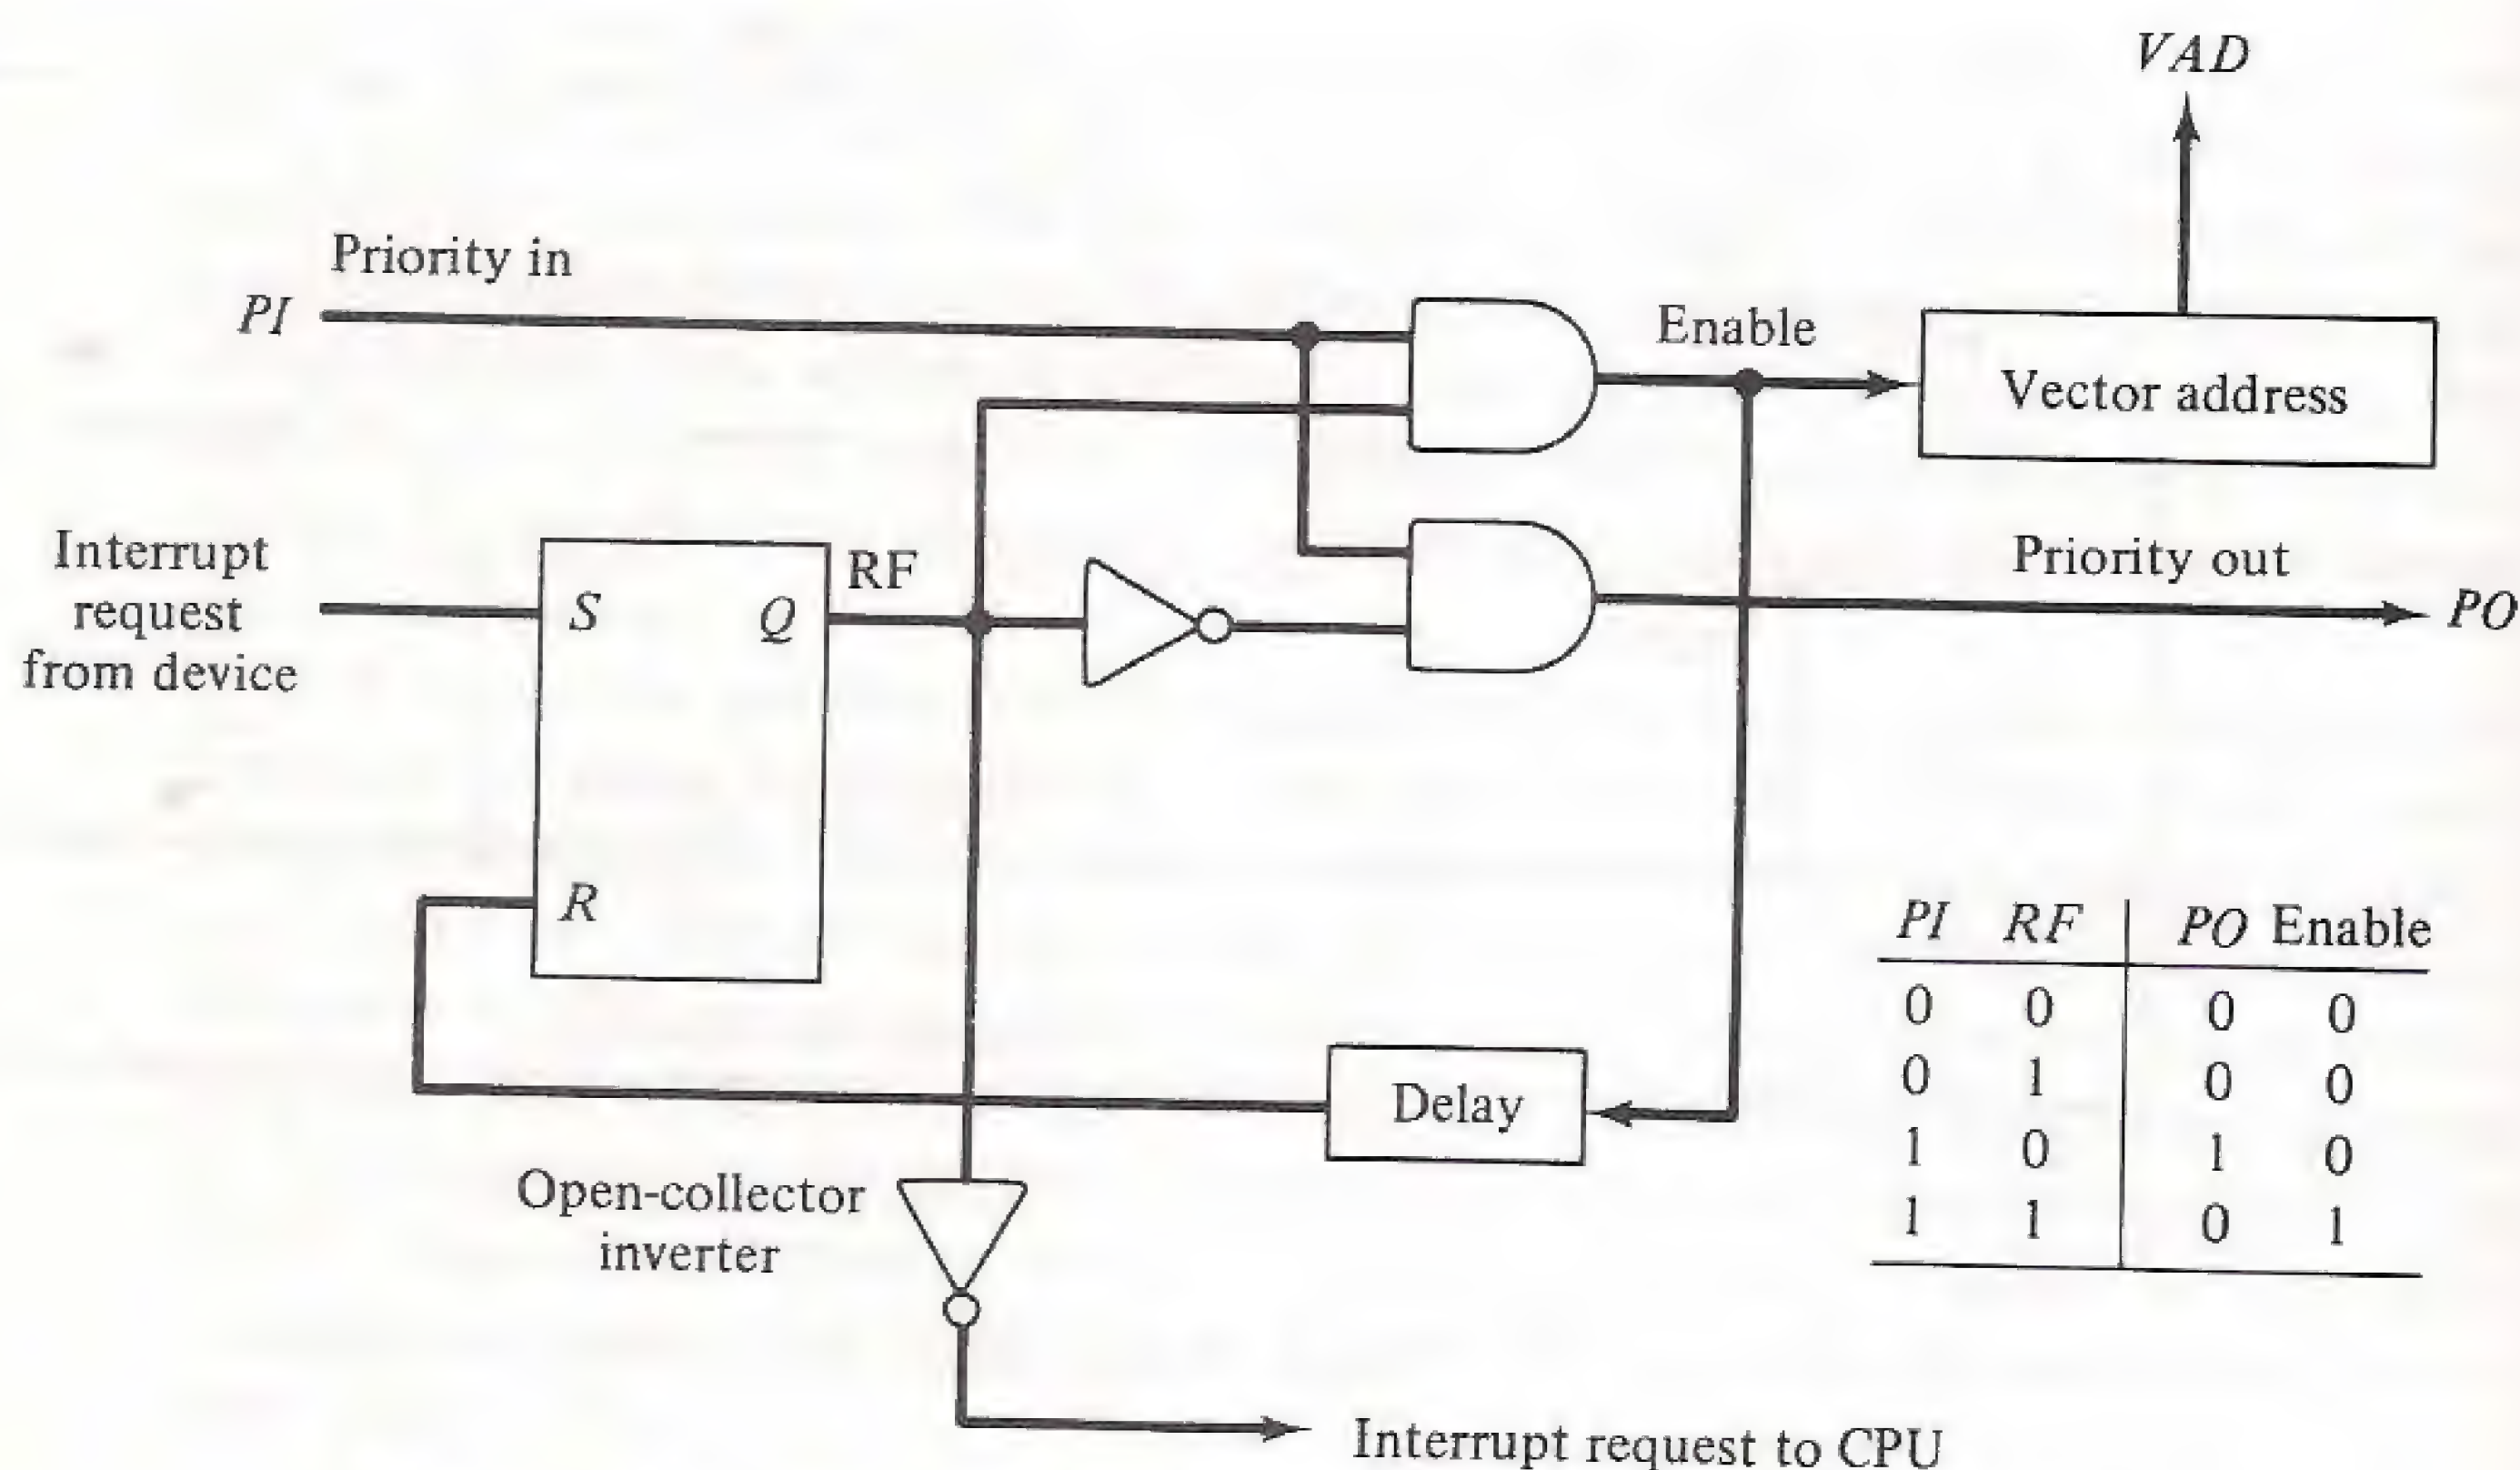 VAD
Priority in
PI
Enable
Vector address
Interrupt
request
from device
S
Q
RF
Priority out
PO
R
Delay
PI RF PO Enable
0 0 0 0
0 1 0 0
1 0 1 0
1 1 0 1
Open-collector
inverter
Interrupt request to CPU